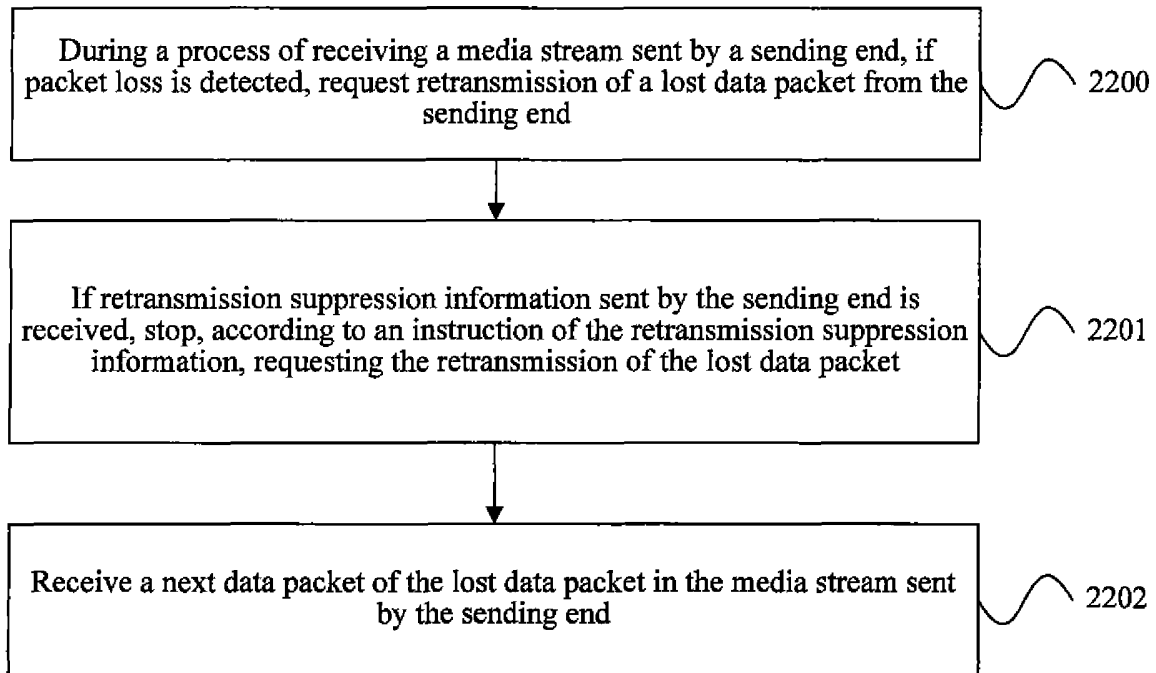 During a process of receiving a media stream sent by a sending end, if
packet loss is detected, request retransmission of a lost data packet from the
sending end
2200
If retransmission suppression information sent by the sending end is
received, stop, according to an instruction of the retransmission suppression
information, requesting the retransmission of the lost data packet
2201
Receive a next data packet of the lost data packet in the media stream sent
by the sending end
2202